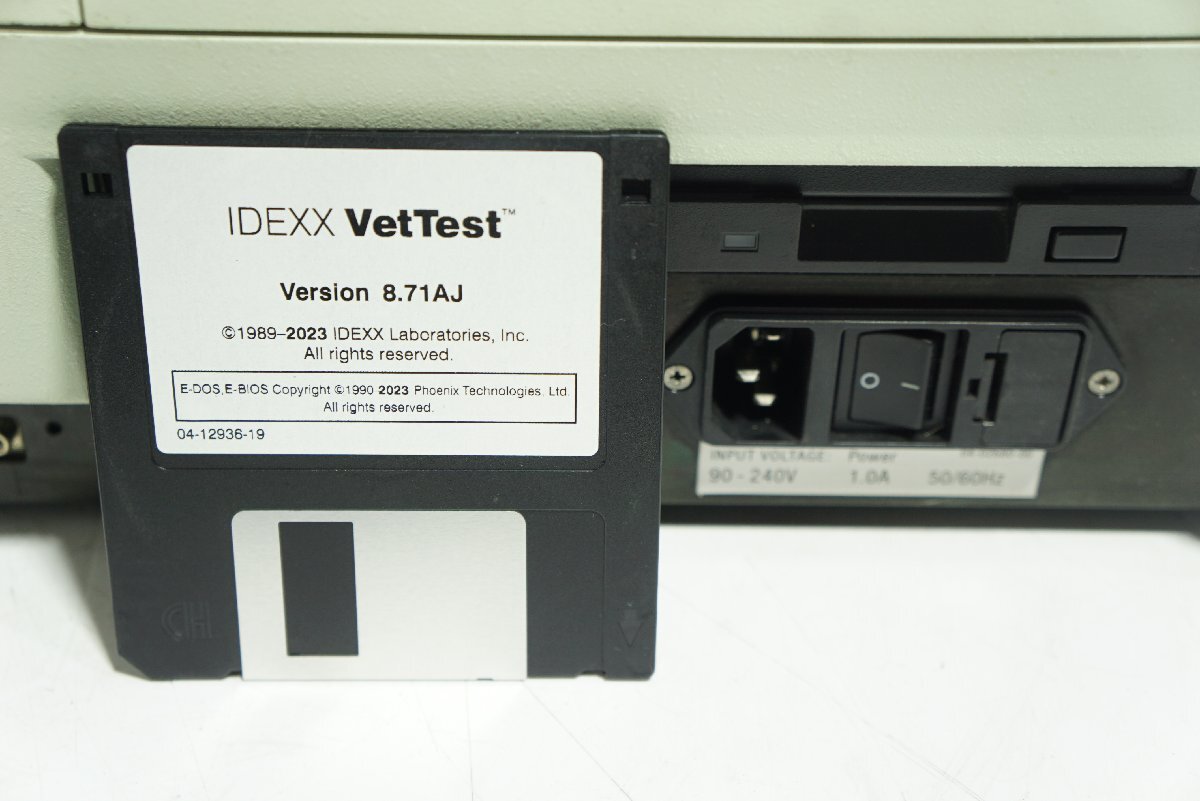 IDEXX VetTest™
Version 8.71AJ
©1989–2023 IDEXX Laboratories, Inc.
All rights reserved.
E-DOS,E-BIOS Copyright ©1990 2023 Phoenix Technologies, Ltd.
All rights reserved.
04-12936-19
HD
O |
INPUT VOLTAGE: Power
90 - 240V 1.0A 50/60Hz